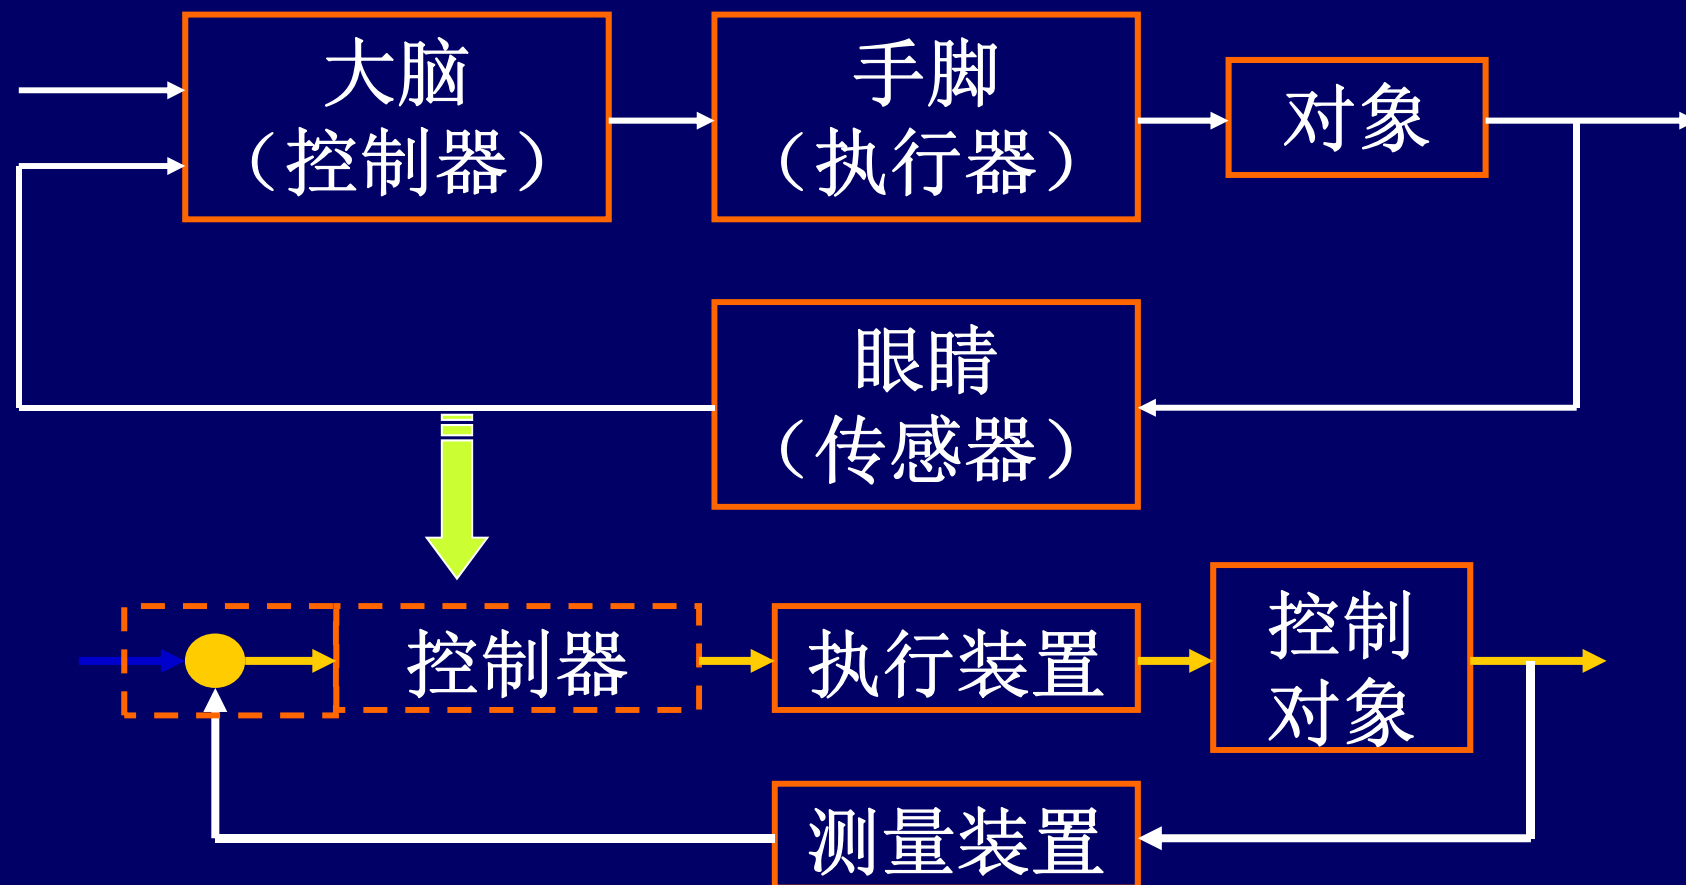 大脑
（控制器）
手脚
（执行器）
对象
眼睛
（传感器）
控制器
执行装置
控制
对象
测量装置